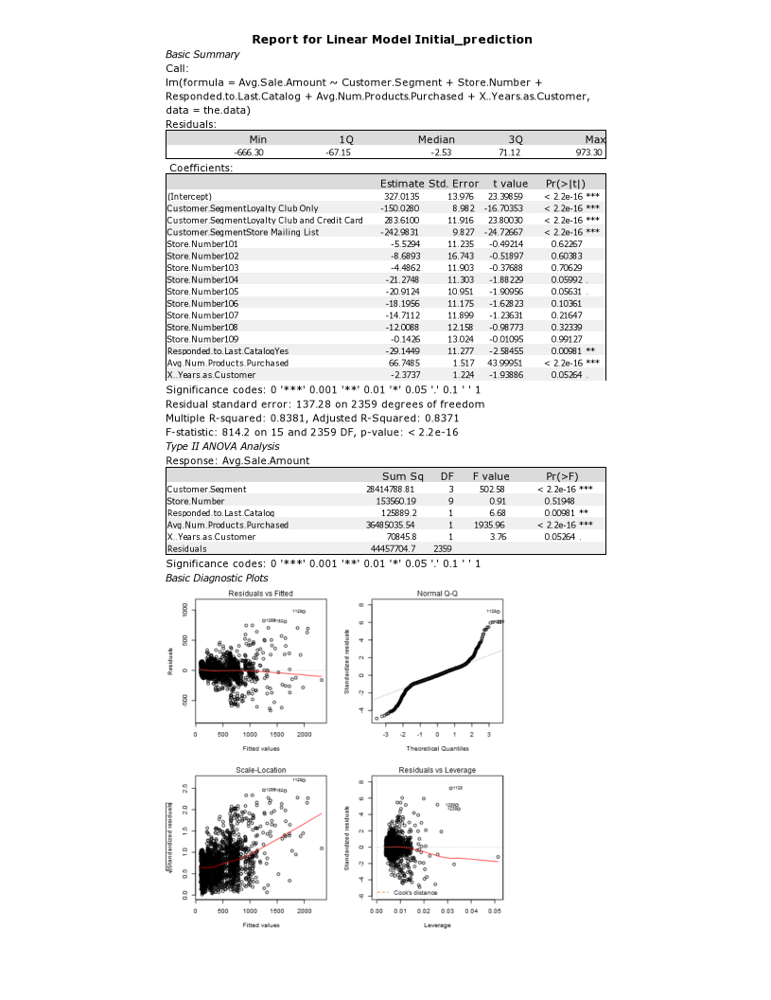 Report for Linear Model Initial_prediction
Basic Summary
Call:
lm(formula = Avg.Sale.Amount ~ Customer.Segment + Store.Number +
Responded.to.Last.Catalog + Avg.Num.Products.Purchased + X..Years.as.Customer,
data = the.data)
Residuals:
Min 1Q Median 3Q Max
-666.30 -67.15 -2.53 71.12 973.30
Coefficients:
Estimate Std. Error t value Pr(>|t|)
(Intercept) 327.0135 13.976 23.39859 < 2.2e-16 ***
Customer.SegmentLoyalty Club Only -150.0280 8.982 -16.70353 < 2.2e-16 ***
Customer.SegmentLoyalty Club and Credit Card 283.6100 11.916 23.80030 < 2.2e-16 ***
Customer.SegmentStore Mailing List -242.9831 9.827 -24.72667 < 2.2e-16 ***
Store.Number101 -5.5294 11.235 -0.49214 0.62267
Store.Number102 -8.6893 16.743 -0.51897 0.60383
Store.Number103 -4.4862 11.903 -0.37688 0.70629
Store.Number104 -21.2748 11.303 -1.88229 0.05992 .
Store.Number105 -20.9124 10.951 -1.90956 0.05631 .
Store.Number106 -18.1956 11.175 -1.62823 0.10361
Store.Number107 -14.7112 11.899 -1.23631 0.21647
Store.Number108 -12.0088 12.158 -0.98773 0.32339
Store.Number109 -0.1426 13.024 -0.01095 0.99127
Responded.to.Last.CatalogYes -29.1449 11.277 -2.58455 0.00981 **
Avg.Num.Products.Purchased 66.7485 1.517 43.99951 < 2.2e-16 ***
X..Years.as.Customer -2.3737 1.224 -1.93886 0.05264 .
Significance codes: 0 '***' 0.001 '**' 0.01 '*' 0.05 '.' 0.1 ' ' 1
Residual standard error: 137.28 on 2359 degrees of freedom
Multiple R-squared: 0.8381, Adjusted R-Squared: 0.8371
F-statistic: 814.2 on 15 and 2359 DF, p-value: < 2.2e-16
Type II ANOVA Analysis
Response: Avg.Sale.Amount
Sum Sq DF F value Pr(>F)
Customer.Segment 28414788.81 3 502.58 < 2.2e-16 ***
Store.Number 153560.19 9 0.91 0.51948
Responded.to.Last.Catalog 125889.2 1 6.68 0.00981 **
Avg.Num.Products.Purchased 36485035.54 1 1935.96 < 2.2e-16 ***
X..Years.as.Customer 70845.8 1 3.76 0.05264 .
Residuals 44457704.7 2359
Significance codes: 0 '***' 0.001 '**' 0.01 '*' 0.05 '.' 0.1 ' ' 1
Basic Diagnostic Plots
Residuals vs Fitted
Residuals
-500 0 500 1000
0 500 1000 1500 2000
Fitted values
Normal Q-Q
Standardized residuals
-4 -2 0 2 4 6 8
-3 -2 -1 0 1 2 3
Theoretical Quantiles
Scale-Location
√|Standardized residuals|
0.0 0.5 1.0 1.5 2.0 2.5
0 500 1000 1500 2000
Fitted values
Residuals vs Leverage
Standardized residuals
-6 -4 -2 0 2 4 6 8
Cook's distance
0.00 0.01 0.02 0.03 0.04 0.05
Leverage